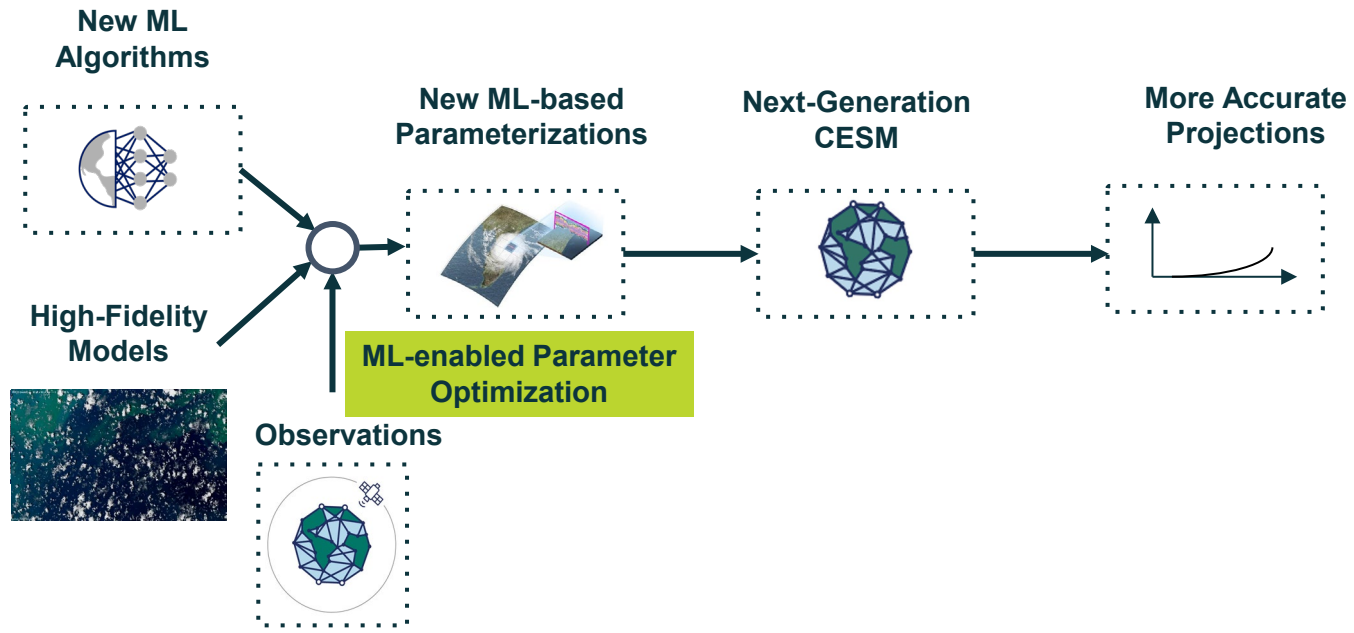 New ML
Algorithms
New ML-based
Parameterizations
Next-Generation
CESM
More Accurate
Projections
High-Fidelity
Models
ML-enabled Parameter
Optimization
Observations